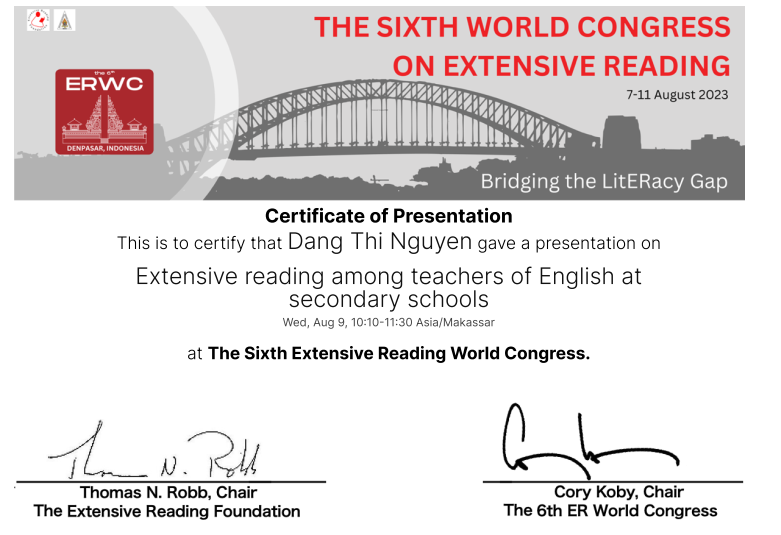 THE SIXTH WORLD CONGRESS
ON EXTENSIVE READING
7-11 August 2023
the 6th
ERWC
DENPASAR, INDONESIA
Bridging the LitERacy Gap
Certificate of Presentation
This is to certify that Dang Thi Nguyen gave a presentation on
Extensive reading among teachers of English at
secondary schools
Wed, Aug 9, 10:10-11:30 Asia/Makassar
at The Sixth Extensive Reading World Congress.
Thom N. Robb
Thomas N. Robb, Chair
The Extensive Reading Foundation
Cory Koby, Chair
The 6th ER World Congress